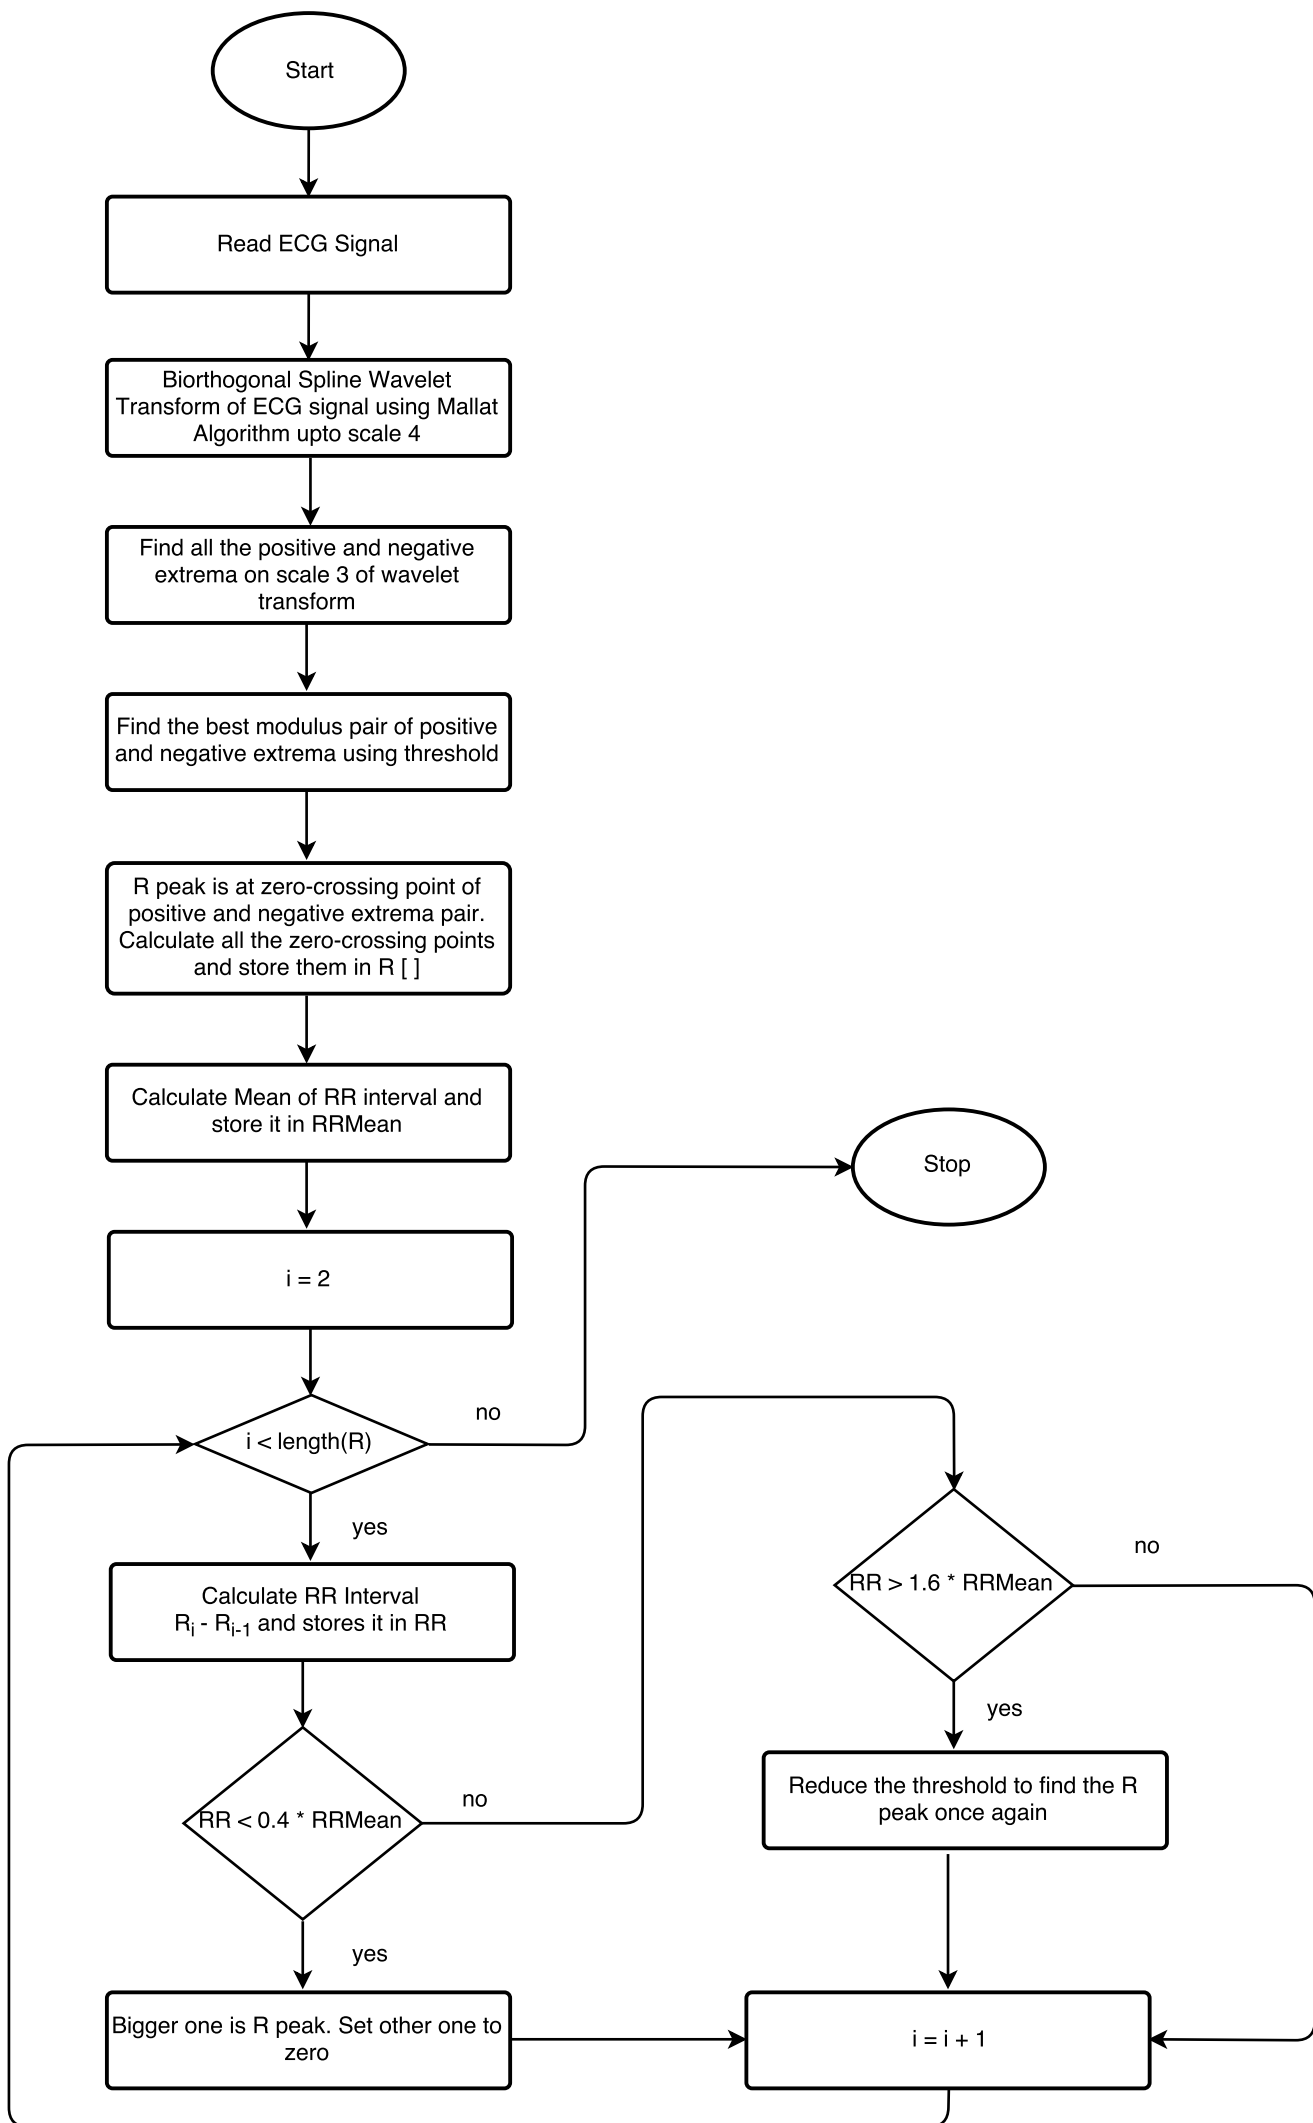 Start
Read ECG Signal
Biorthogonal Spline Wavelet
Transform of ECG signal using Mallat
Algorithm upto scale 4
Find all the positive and negative
extrema on scale 3 of wavelet
transform
Find the best modulus pair of positive
and negative extrema using threshold
R peak is at zero-crossing point of
positive and negative extrema pair.
Calculate all the zero-crossing points
and store them in R [ ]
Calculate Mean of RR interval and
store it in RRMean
Stop
i = 2
no
i < length(R)
yes
Calculate RR Interval
Ri - Ri-1 and stores it in RR
no
RR > 1.6 * RRMean
yes
Reduce the threshold to find the R
peak once again
no
RR < 0.4 * RRMean
yes
Bigger one is R peak. Set other one to
zero
i = i + 1